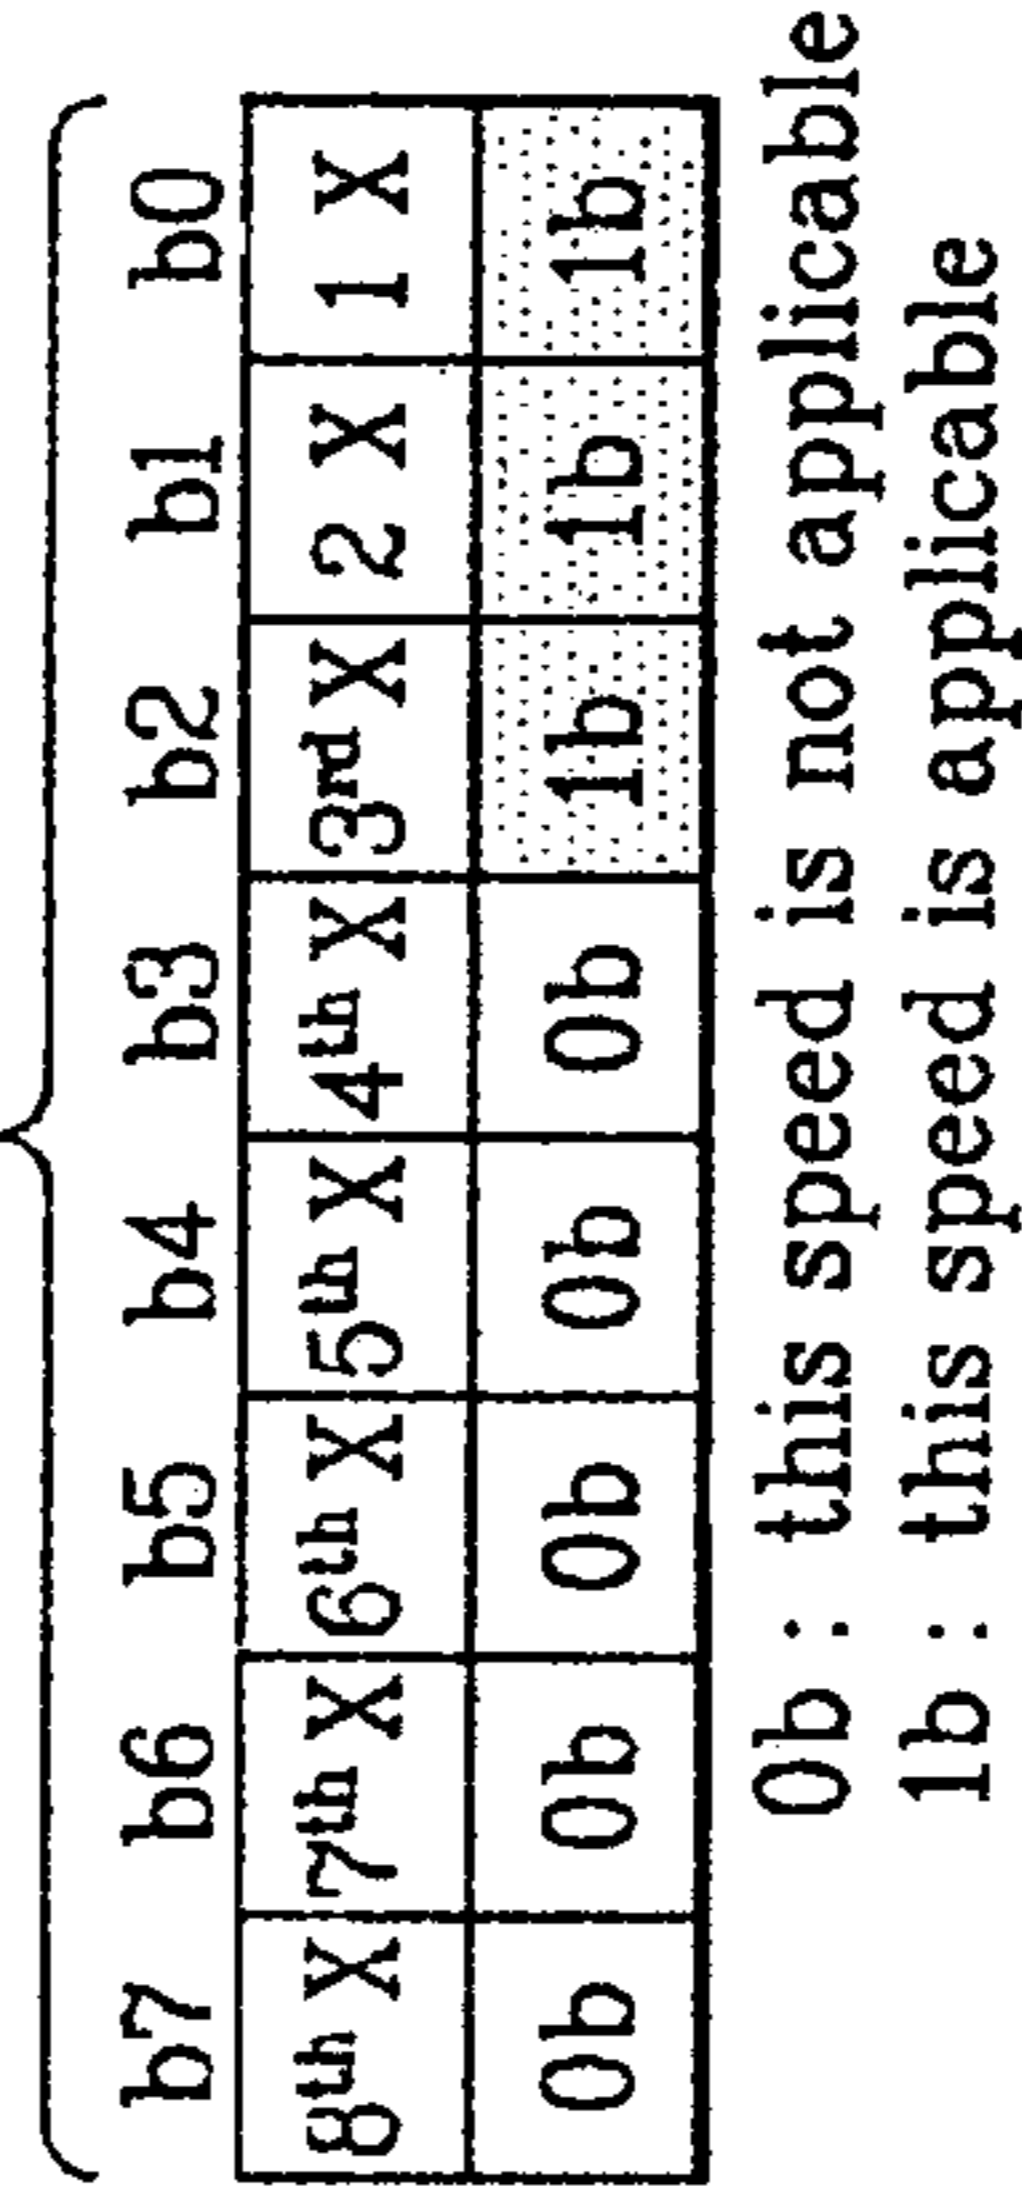 b7 b6 b5 b4 b3 b2 b1 b0
8th X 7th X 6th X 5th X 4th X 3rd X 2 X 1 X
0b 0b 0b 0b 0b 1b 1b 1b
0b : this speed is not applicable
1b : this speed is applicable